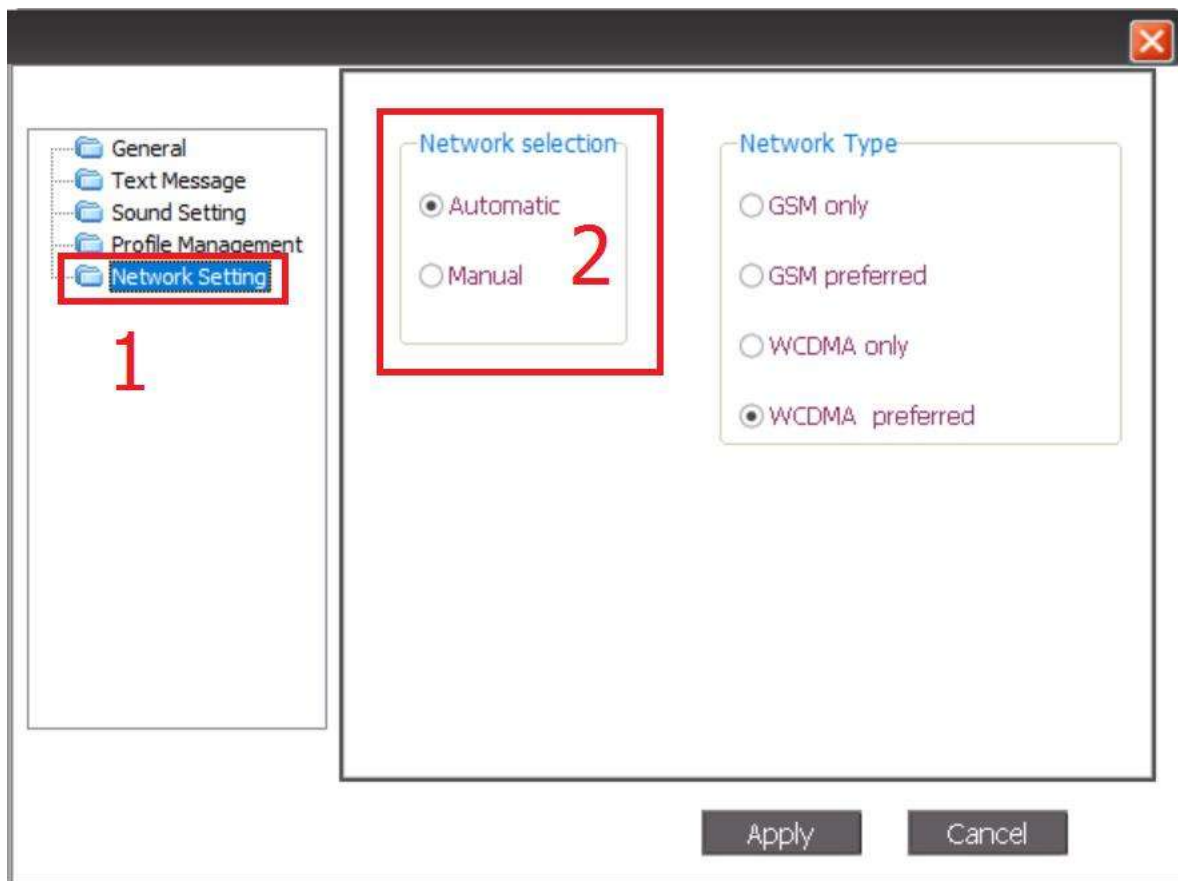 General
Text Message
Sound Setting
Profile Management
Network Setting
1
Network selection
Automatic
Manual
2
Network Type
GSM only
GSM preferred
WCDMA only
WCDMA preferred
Apply
Cancel